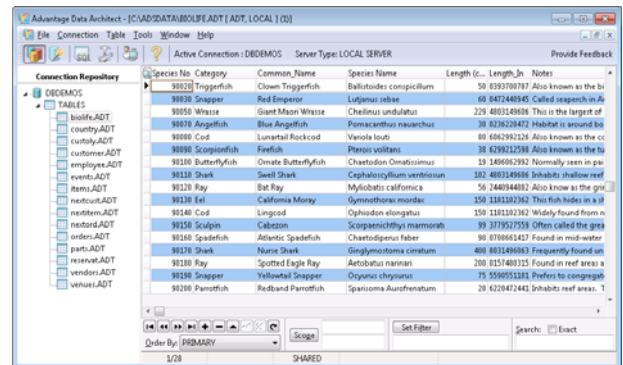 Advantage Data Architect - [C:\ADSDATA\BIOLIFE.ADT [ ADT, LOCAL ] (1)]
File Connection Table Tools Window Help
SQL Active Connection : DBDEMOS Server Type: LOCAL SERVER Provide Feedback
Connection Repository
DBDEMOS
TABLES
biolife.ADT
country.ADT
custoly.ADT
customer.ADT
employee.ADT
events.ADT
items.ADT
nextcust.ADT
nextitem.ADT
nextord.ADT
orders.ADT
parts.ADT
reservat.ADT
vendors.ADT
venues.ADT
Species No Category Common_Name Species Name Length (c... Length_In Notes
90020 Triggerfish Clown Triggerfish Ballistoides conspicillum 50 Also known as the bi
90030 Snapper Red Emperor Lutjanus sebae 60 Called seaperch in Au
90050 Wrasse Giant Maori Wrasse Cheilinus undulatus 229 This is the largest of
90070 Angelfish Blue Angelfish Pomacanthus nauarchus 30 Habitat is around bo
90080 Cod Lunartail Rockcod Variola louti 80 Also known as the co
90090 Scorpionfish Firefish Pterois volitans 38 Also known as the tu
90100 Butterflyfish Ornate Butterflyfish Chaetodon Ornatissimus 19 Normally seen in pai
90110 Shark Swell Shark Cephaloscyllium ventriosun 102 Inhabits shallow reef
90120 Ray Bat Ray Myliobatis californica 56 Also know as the grin
90130 Eel California Moray Gymnothorax mordax 150 This fish hides in a sh
90140 Cod Lingcod Ophiodon elongatus 150 Widely found from n
90150 Sculpin Cabezon Scorpaenichthys marmorat 99 Often called the grea
90160 Spadefish Atlantic Spadefish Chaetodiperus faber 90 Found in mid-water
90170 Shark Nurse Shark Ginglymostoma cirratum 400 Frequently found un
90180 Ray Spotted Eagle Ray Aetobatus narinari 200 Found in reef areas a
90190 Snapper Yellowtail Snapper Ocyurus chrysurus 75 Prefers to congregat
90200 Parrotfish Redband Parrotfish Sparisoma Aurofrenatum 28 Inhabits reef areas. T
Scope Set Filter Search: Exact
Order By: PRIMARY
1/28 SHARED